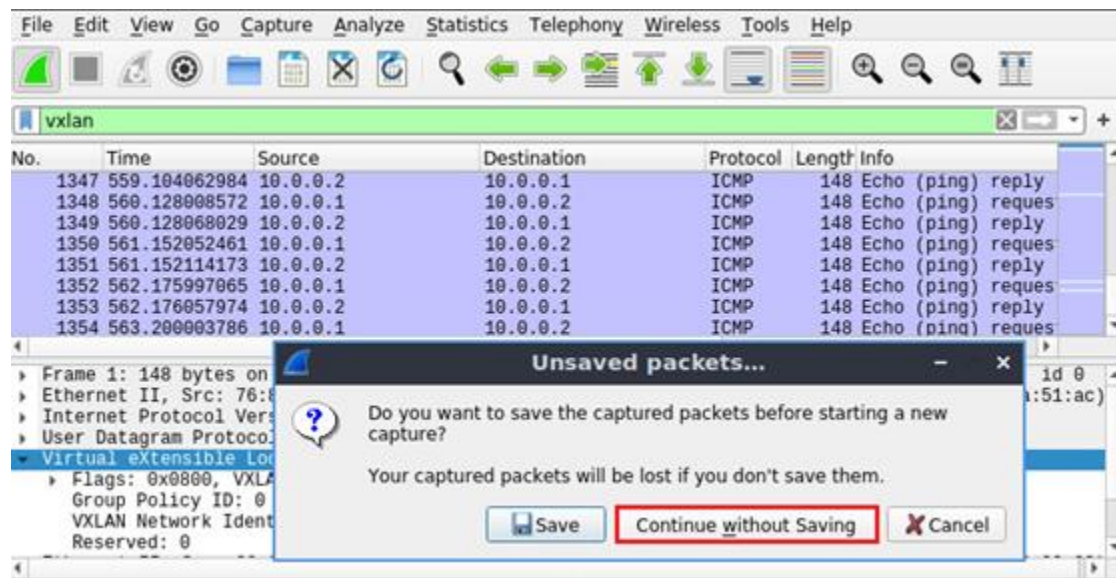 File Edit View Go Capture Analyze Statistics Telephony Wireless Tools Help
vxlan
No. Time Source Destination Protocol Length Info
1347 559.104062984 10.0.0.2 10.0.0.1 ICMP 148 Echo (ping) reply
1348 560.128008572 10.0.0.1 10.0.0.2 ICMP 148 Echo (ping) reques
1349 560.128068029 10.0.0.2 10.0.0.1 ICMP 148 Echo (ping) reply
1350 561.152052461 10.0.0.1 10.0.0.2 ICMP 148 Echo (ping) reques
1351 561.152114173 10.0.0.2 10.0.0.1 ICMP 148 Echo (ping) reply
1352 562.175997065 10.0.0.1 10.0.0.2 ICMP 148 Echo (ping) reques
1353 562.176057974 10.0.0.2 10.0.0.1 ICMP 148 Echo (ping) reply
1354 563.200003786 10.0.0.1 10.0.0.2 ICMP 148 Echo (ping) reques
Unsaved packets...
Frame 1: 148 bytes on id 0
Ethernet II, Src: 76:8 :51:ac)
Internet Protocol Vers
User Datagram Protocol
Virtual eXtensible Loc
Flags: 0x0800, VXLA
Group Policy ID: 0
VXLAN Network Ident
Reserved: 0
Do you want to save the captured packets before starting a new
capture?
Your captured packets will be lost if you don't save them.
Save Continue without Saving Cancel